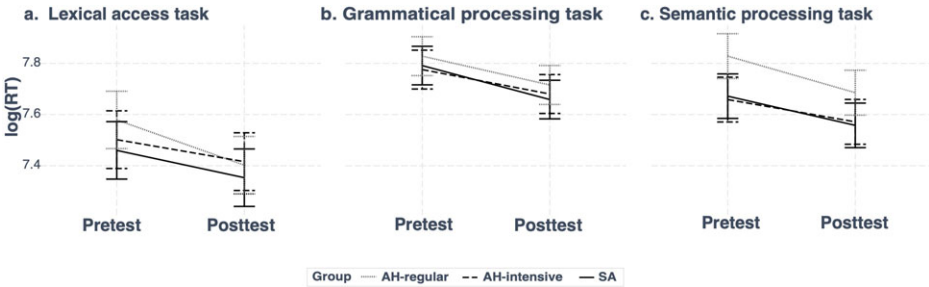 a. Lexical access task
b. Grammatical processing task
c. Semantic processing task
log(RT)
7.8
7.6
7.4
Pretest Posttest
Pretest Posttest
Pretest Posttest
Group AH-regular AH-intensive SA